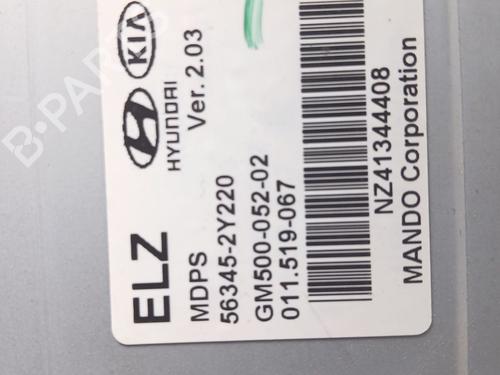 HYUNDAI
KIA
Ver. 2.03
ELZ
MDPS
56345-2Y220
GM500-052-02
011.519-067
NZ41344408
MANDO Corporation
B-PARTS